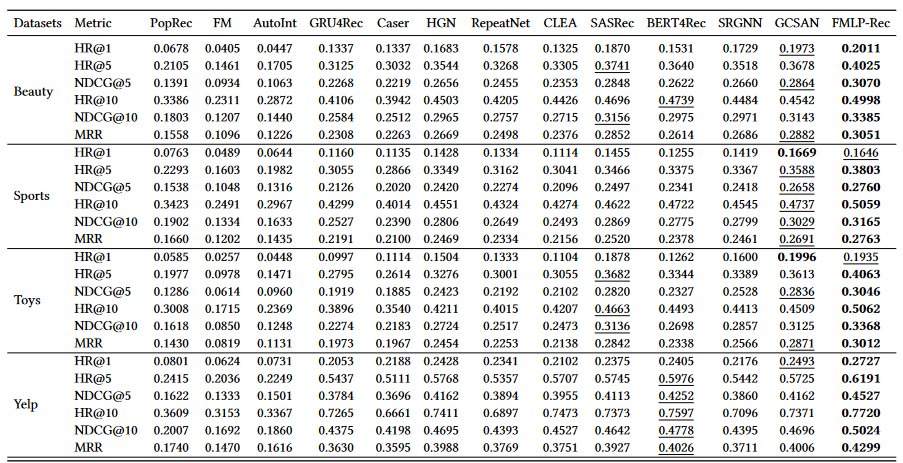 Datasets Metric PopRec FM AutoInt GRU4Rec Caser HGN RepeatNet CLEA SASRec BERT4Rec SRGNN GCSAN FMLP-Rec
HR@1 0.0678 0.0405 0.0447 0.1337 0.1337 0.1683 0.1578 0.1325 0.1870 0.1531 0.1729 0.1973 0.2011
HR@5 0.2105 0.1461 0.1705 0.3125 0.3032 0.3544 0.3268 0.3305 0.3741 0.3640 0.3518 0.3678 0.4025
Beauty NDCG@5 0.1391 0.0934 0.1063 0.2268 0.2219 0.2656 0.2455 0.2353 0.2848 0.2622 0.2660 0.2864 0.3070
HR@10 0.3386 0.2311 0.2872 0.4106 0.3942 0.4503 0.4205 0.4426 0.4696 0.4739 0.4484 0.4542 0.4998
NDCG@10 0.1803 0.1207 0.1440 0.2584 0.2512 0.2965 0.2757 0.2715 0.3156 0.2975 0.2971 0.3143 0.3385
MRR 0.1558 0.1096 0.1226 0.2308 0.2263 0.2669 0.2498 0.2376 0.2852 0.2614 0.2686 0.2882 0.3051
HR@1 0.0763 0.0489 0.0644 0.1160 0.1135 0.1428 0.1334 0.1114 0.1455 0.1255 0.1419 0.1669 0.1646
HR@5 0.2293 0.1603 0.1982 0.3055 0.2866 0.3349 0.3162 0.3041 0.3466 0.3375 0.3367 0.3588 0.3803
Sports NDCG@5 0.1538 0.1048 0.1316 0.2126 0.2020 0.2420 0.2274 0.2096 0.2497 0.2341 0.2418 0.2658 0.2760
HR@10 0.3423 0.2491 0.2967 0.4299 0.4014 0.4551 0.4324 0.4274 0.4622 0.4722 0.4545 0.4737 0.5059
NDCG@10 0.1902 0.1334 0.1633 0.2527 0.2390 0.2806 0.2649 0.2493 0.2869 0.2775 0.2799 0.3029 0.3165
MRR 0.1660 0.1202 0.1435 0.2191 0.2100 0.2469 0.2334 0.2156 0.2520 0.2378 0.2461 0.2691 0.2763
HR@1 0.0585 0.0257 0.0448 0.0997 0.1114 0.1504 0.1333 0.1104 0.1878 0.1262 0.1600 0.1996 0.1935
HR@5 0.1977 0.0978 0.1471 0.2795 0.2614 0.3276 0.3001 0.3055 0.3682 0.3344 0.3389 0.3613 0.4063
Toys NDCG@5 0.1286 0.0614 0.0960 0.1919 0.1885 0.2423 0.2192 0.2102 0.2820 0.2327 0.2528 0.2836 0.3046
HR@10 0.3008 0.1715 0.2369 0.3896 0.3540 0.4211 0.4015 0.4207 0.4663 0.4493 0.4413 0.4509 0.5062
NDCG@10 0.1618 0.0850 0.1248 0.2274 0.2183 0.2724 0.2517 0.2473 0.3136 0.2698 0.2857 0.3125 0.3368
MRR 0.1430 0.0819 0.1131 0.1973 0.1967 0.2454 0.2253 0.2138 0.2842 0.2338 0.2566 0.2871 0.3012
HR@1 0.0801 0.0624 0.0731 0.2053 0.2188 0.2428 0.2341 0.2102 0.2375 0.2405 0.2176 0.2493 0.2727
HR@5 0.2415 0.2036 0.2249 0.5437 0.5111 0.5768 0.5357 0.5707 0.5745 0.5976 0.5442 0.5725 0.6191
Yelp NDCG@5 0.1622 0.1333 0.1501 0.3784 0.3696 0.4162 0.3894 0.3955 0.4113 0.4252 0.3860 0.4162 0.4527
HR@10 0.3609 0.3153 0.3367 0.7265 0.6661 0.7411 0.6897 0.7473 0.7373 0.7597 0.7096 0.7371 0.7720
NDCG@10 0.2007 0.1692 0.1860 0.4375 0.4198 0.4695 0.4393 0.4527 0.4642 0.4778 0.4395 0.4696 0.5024
MRR 0.1740 0.1470 0.1616 0.3630 0.3595 0.3988 0.3769 0.3751 0.3927 0.4026 0.3711 0.4006 0.4299